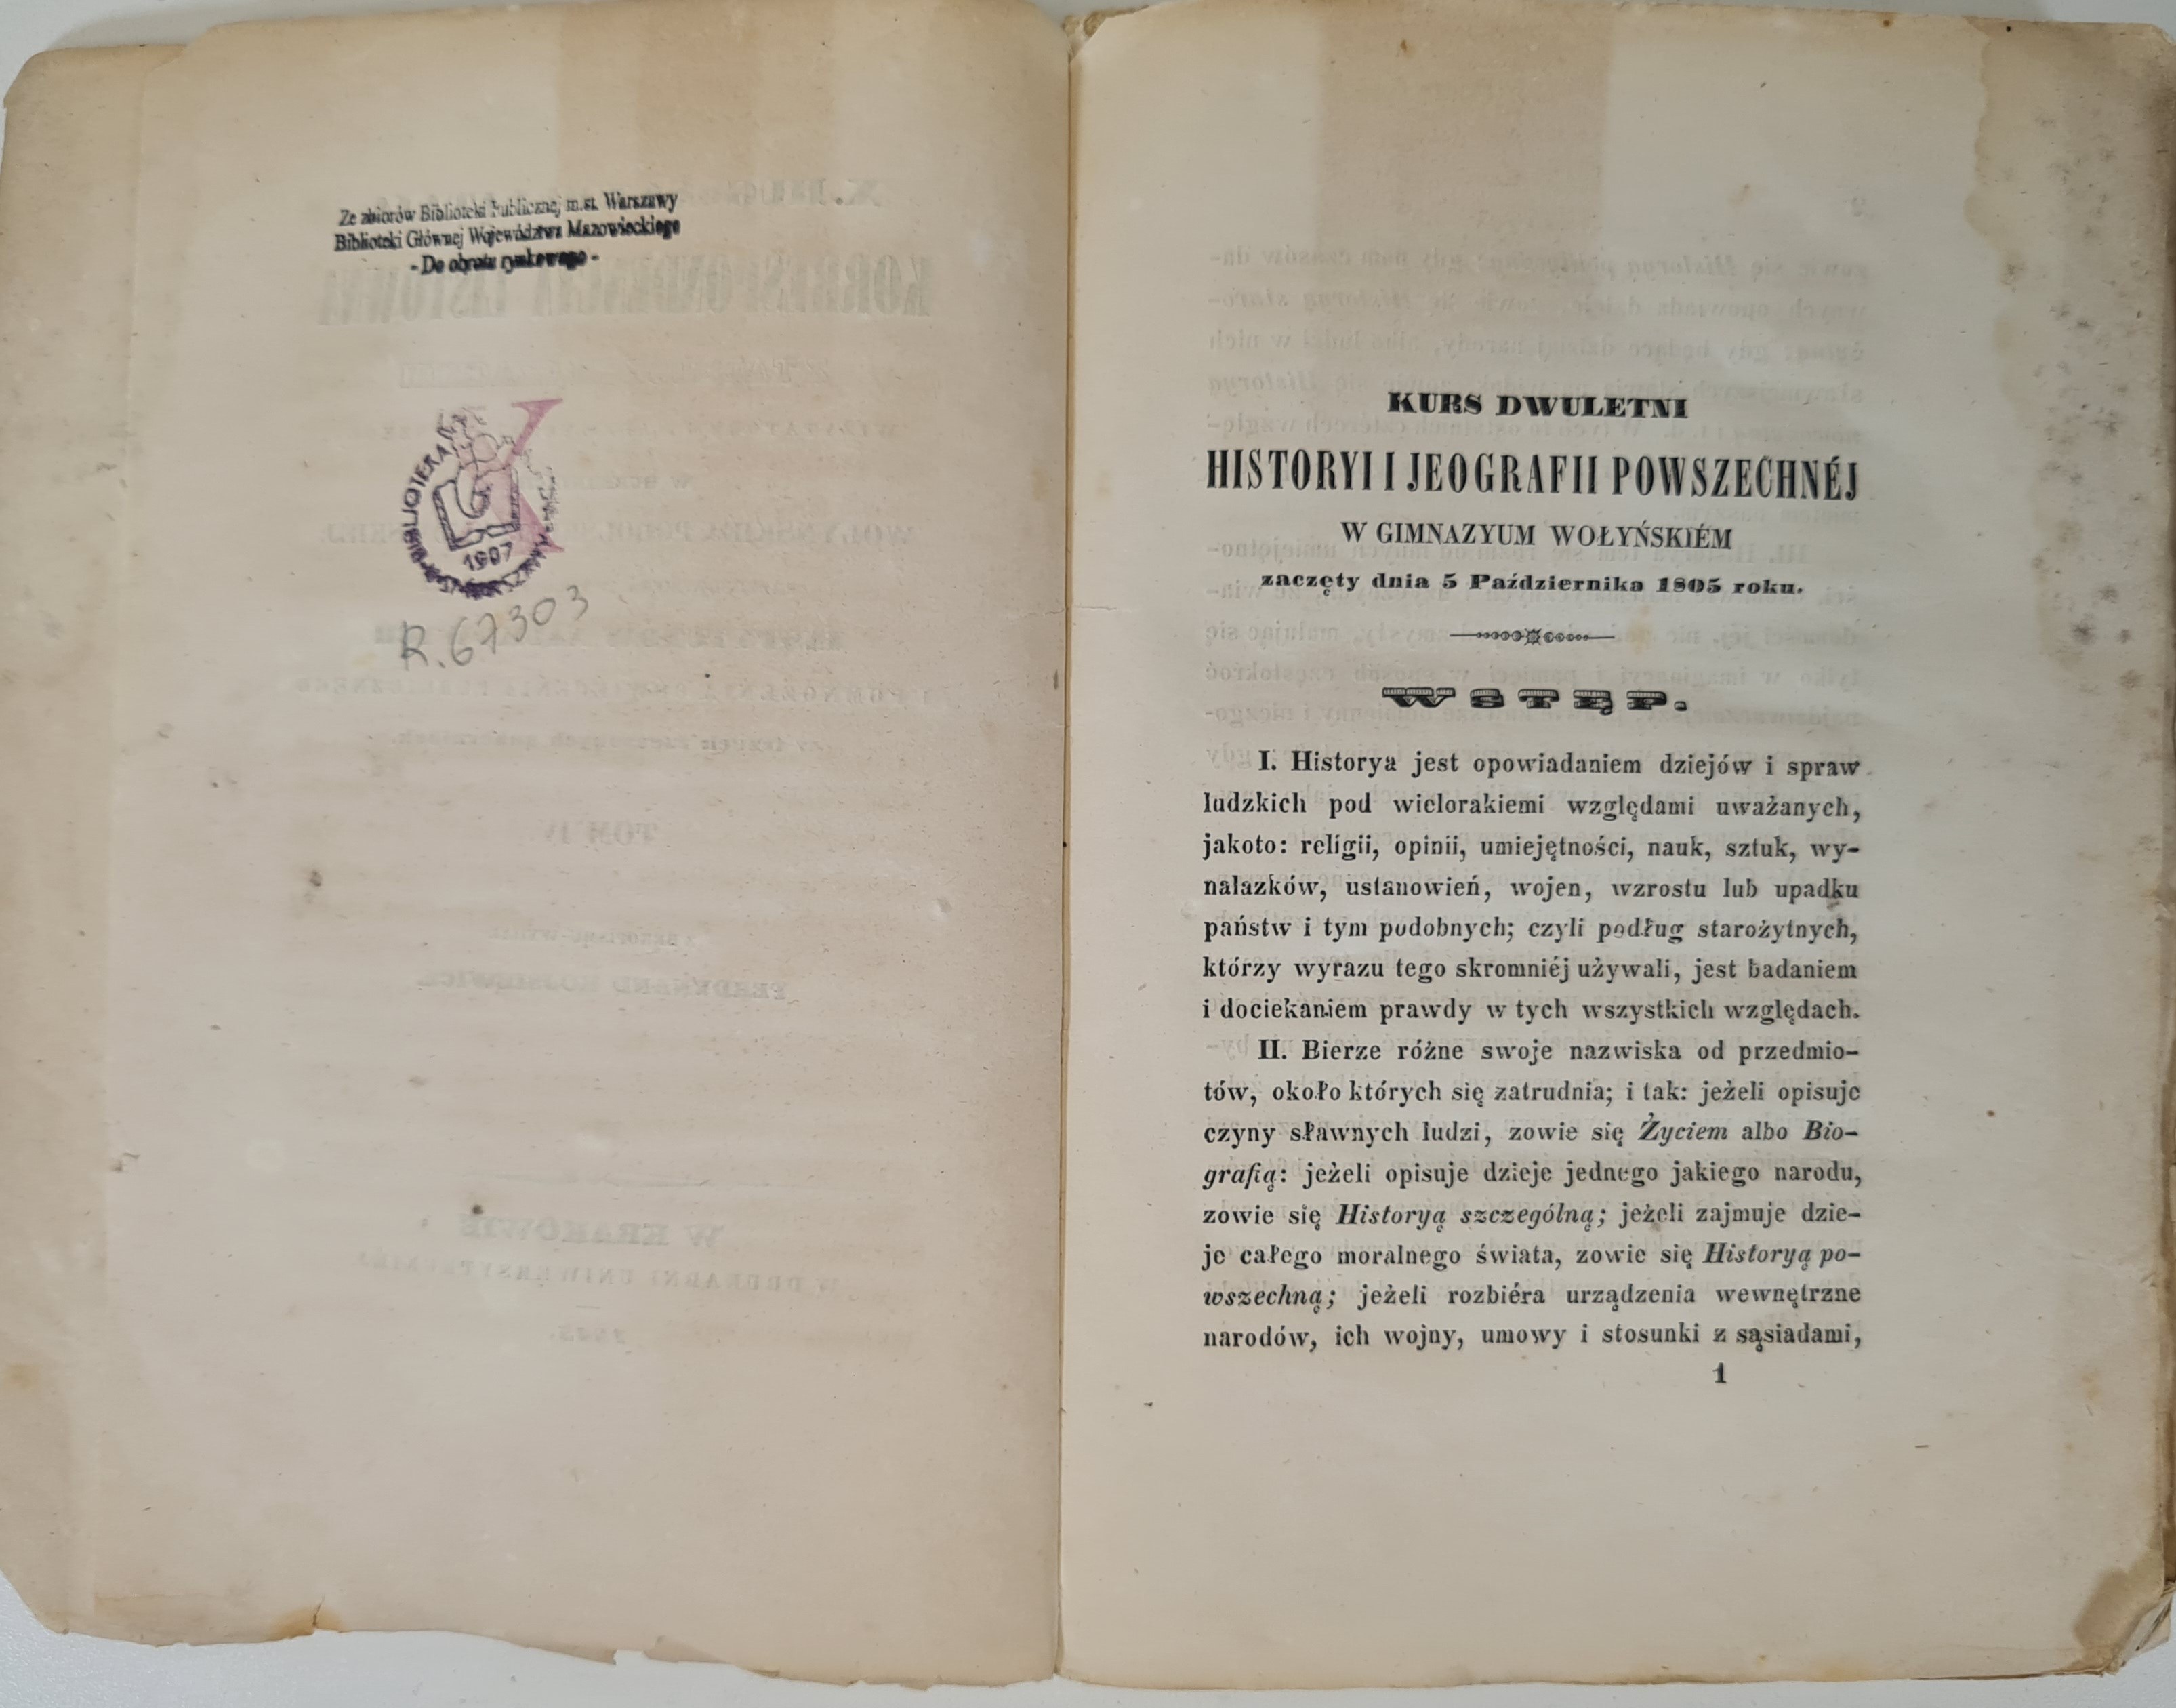 Ze zbiorów Biblioteki Publicznej m.st. Warszawy
Biblioteki Głównej Województwa Mazowieckiego
- Do obrotu rynkowego -
BIBLIOTEKA
1907
R. 67303
KURS DWULETNI
HISTORYI I JEOGRAFII POWSZECHNÉJ
W GIMNAZYUM WOŁYŃSKIÉM
zaczęty dnia 5 Października 1805 roku.
WSTĘP.
I. Historya jest opowiadaniem dziejów i spraw
ludzkich pod wielorakiemi względami uważanych,
jakoto: religii, opinii, umiejętności, nauk, sztuk, wy-
nalazków, ustanowień, wojen, wzrostu lub upadku
państw i tym podobnych; czyli podług starożytnych,
którzy wyrazu tego skromniéj używali, jest badaniem
i dociekaniem prawdy w tych wszystkich względach.
II. Bierze różne swoje nazwiska od przedmio-
tów, około których się zatrudnia; i tak: jeżeli opisuje
czyny sławnych ludzi, zowie się Życiem albo Bio-
grafią: jeżeli opisuje dzieje jednego jakiego narodu,
zowie się Historyą szczególną; jeżeli zajmuje dzie-
je całego moralnego świata, zowie się Historyą po-
wszechną; jeżeli rozbiéra urządzenia wewnętrzne
narodów, ich wojny, umowy i stosunki z sąsiadami,
1